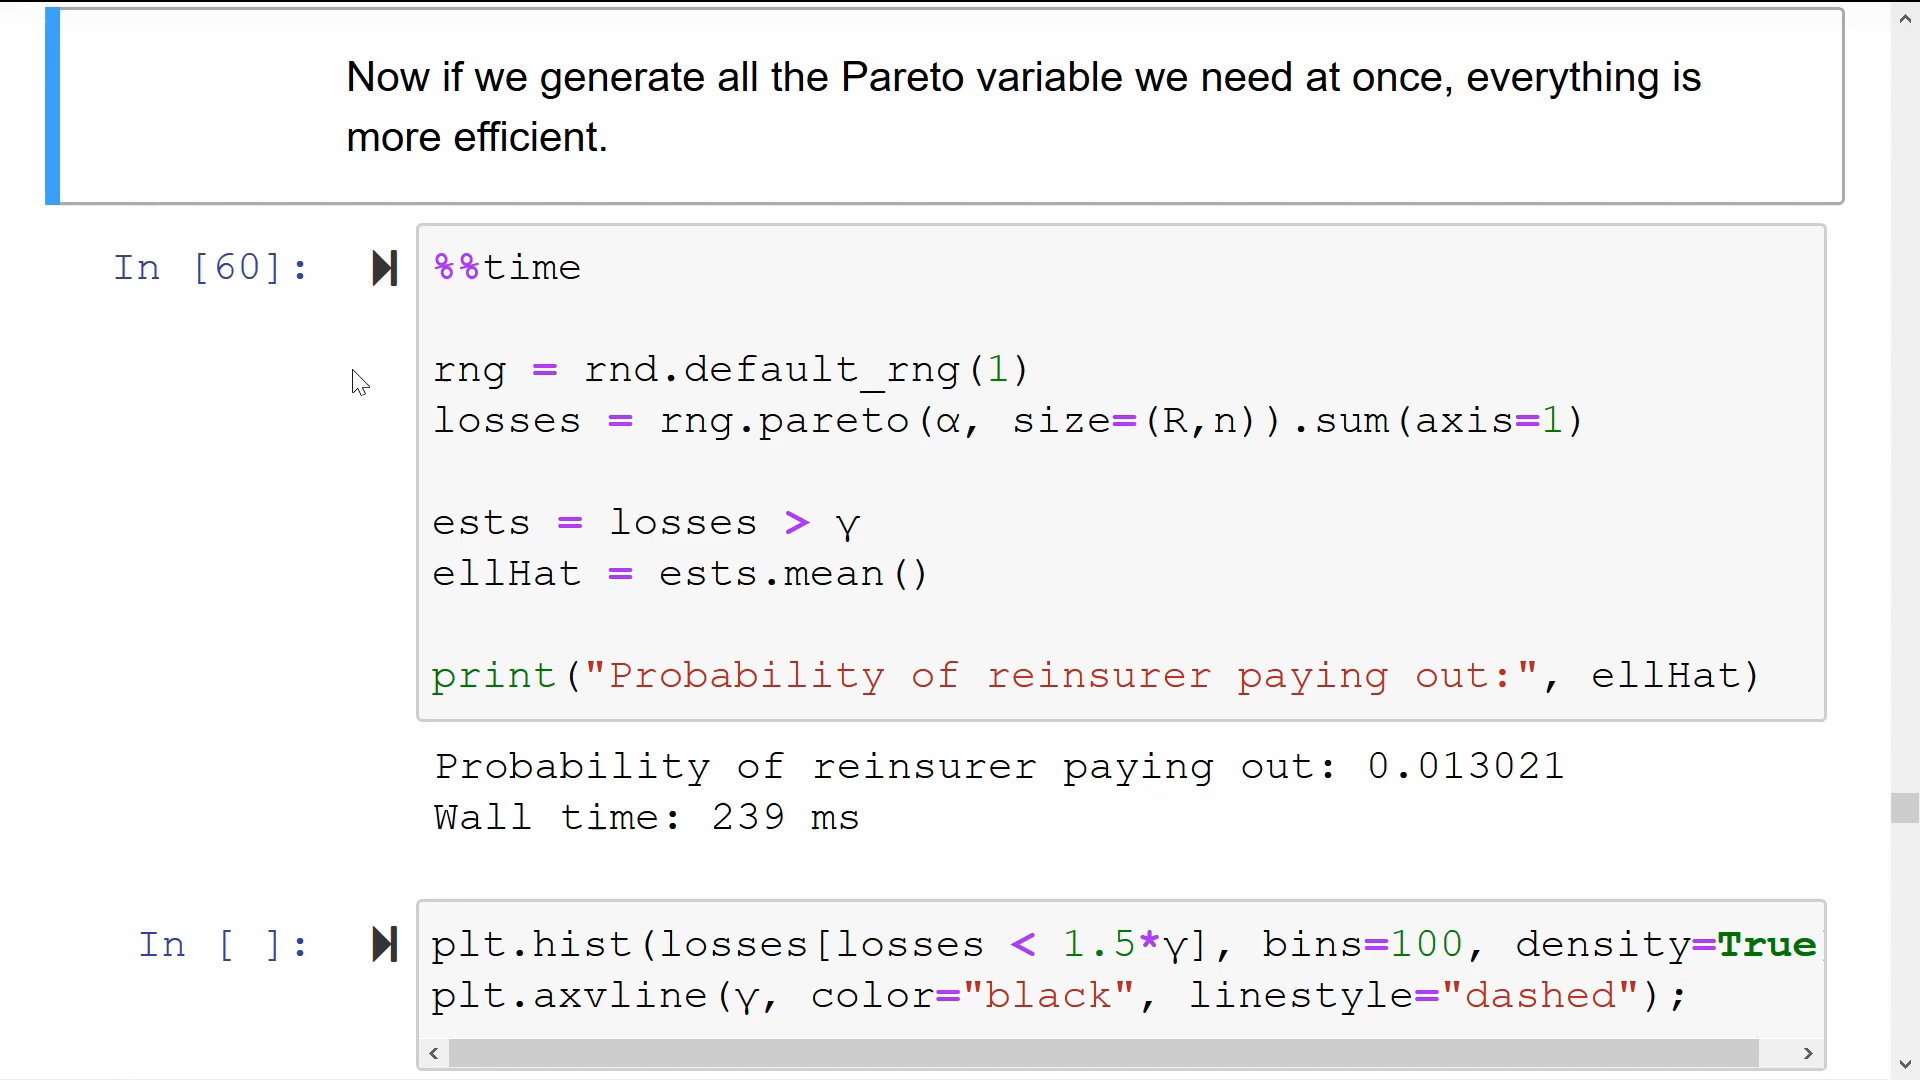 Now if we generate all the Pareto variable we need at once, everything is
more efficient.
In [60]:
%%time
rng = rnd.default_rng(1)
losses = rng.pareto(α, size=(R,n)).sum(axis=1)
ests = losses > γ
ellHat = ests.mean()
print("Probability of reinsurer paying out:", ellHat)
Probability of reinsurer paying out: 0.013021
Wall time: 239 ms
In [ ]:
plt.hist(losses[losses < 1.5*γ], bins=100, density=True)
plt.axvline(γ, color="black", linestyle="dashed");